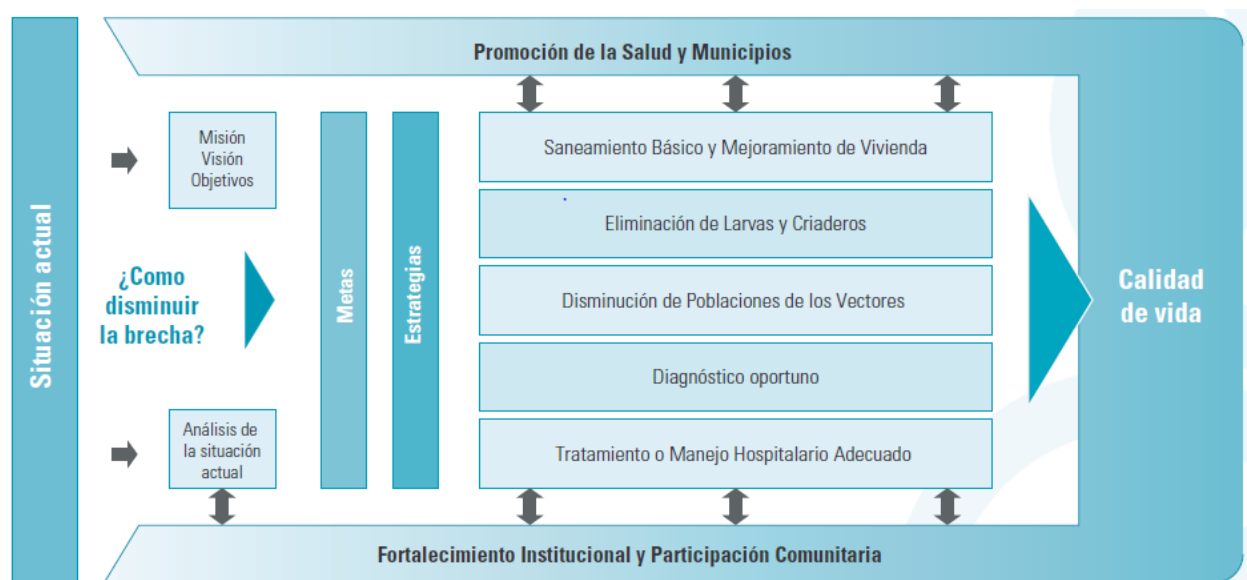 Promoción de la Salud y Municipios
Situación actual
Misión
Visión
Objetivos
¿Como
disminuir
la brecha?
Análisis de
la situación
actual
Metas
Estrategias
Saneamiento Básico y Mejoramiento de Vivienda
Eliminación de Larvas y Criaderos
Disminución de Poblaciones de los Vectores
Diagnóstico oportuno
Tratamiento o Manejo Hospitalario Adecuado
Calidad
de vida
Fortalecimiento Institucional y Participación Comunitaria